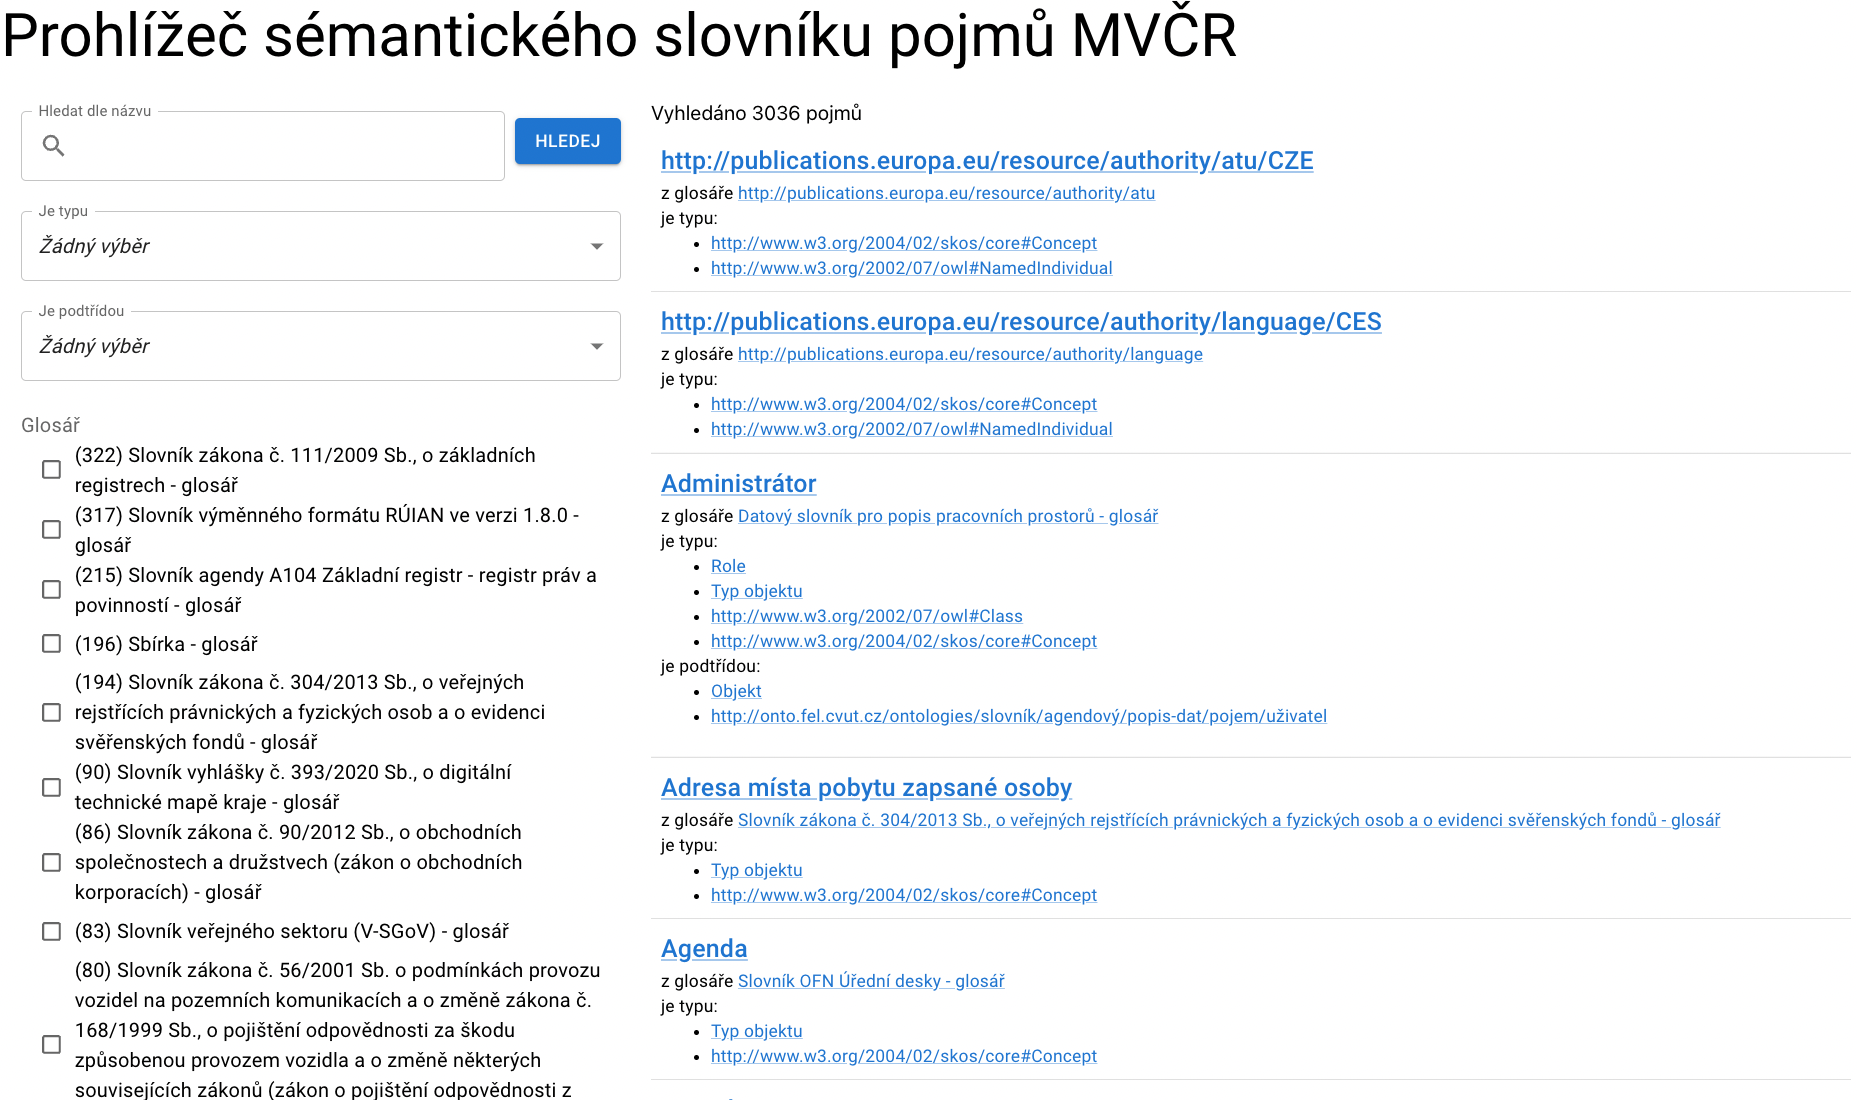 Prohlížeč sémantického slovníku pojmů MVČR
Hledat dle názvu
HLEDEJ
Je typu
Žádný výběr
Je podtřídou
Žádný výběr
Glosář
(322) Slovník zákona č. 111/2009 Sb., o základních
registrech - glosář
(317) Slovník výměnného formátu RÚIAN ve verzi 1.8.0 -
glosář
(215) Slovník agendy A104 Základní registr - registr práv a
povinností - glosář
(196) Sbírka - glosář
(194) Slovník zákona č. 304/2013 Sb., o veřejných
rejstřících právnických a fyzických osob a o evidenci
svěřenských fondů - glosář
(90) Slovník vyhlášky č. 393/2020 Sb., o digitální
technické mapě kraje - glosář
(86) Slovník zákona č. 90/2012 Sb., o obchodních
společnostech a družstvech (zákon o obchodních
korporacích) - glosář
(83) Slovník veřejného sektoru (V-SGoV) - glosář
(80) Slovník zákona č. 56/2001 Sb. o podmínkách provozu
vozidel na pozemních komunikacích a o změně zákona č.
168/1999 Sb., o pojištění odpovědnosti za škodu
způsobenou provozem vozidla a o změně některých
souvisejících zákonů (zákon o pojištění odpovědnosti z
Vyhledáno 3036 pojmů
http://publications.europa.eu/resource/authority/atu/CZE
z glosáře http://publications.europa.eu/resource/authority/atu
je typu:
http://www.w3.org/2004/02/skos/core#Concept
http://www.w3.org/2002/07/owl#NamedIndividual
http://publications.europa.eu/resource/authority/language/CES
z glosáře http://publications.europa.eu/resource/authority/language
je typu:
http://www.w3.org/2004/02/skos/core#Concept
http://www.w3.org/2002/07/owl#NamedIndividual
Administrátor
z glosáře Datový slovník pro popis pracovních prostorů - glosář
je typu:
Role
Typ objektu
http://www.w3.org/2002/07/owl#Class
http://www.w3.org/2004/02/skos/core#Concept
je podtřídou:
Objekt
http://onto.fel.cvut.cz/ontologies/slovník/agendový/popis-dat/pojem/uživatel
Adresa místa pobytu zapsané osoby
z glosáře Slovník zákona č. 304/2013 Sb., o veřejných rejstřících právnických a fyzických osob a o evidenci svěřenských fondů - glosář
je typu:
Typ objektu
http://www.w3.org/2004/02/skos/core#Concept
Agenda
z glosáře Slovník OFN Úřední desky - glosář
je typu:
Typ objektu
http://www.w3.org/2004/02/skos/core#Concept